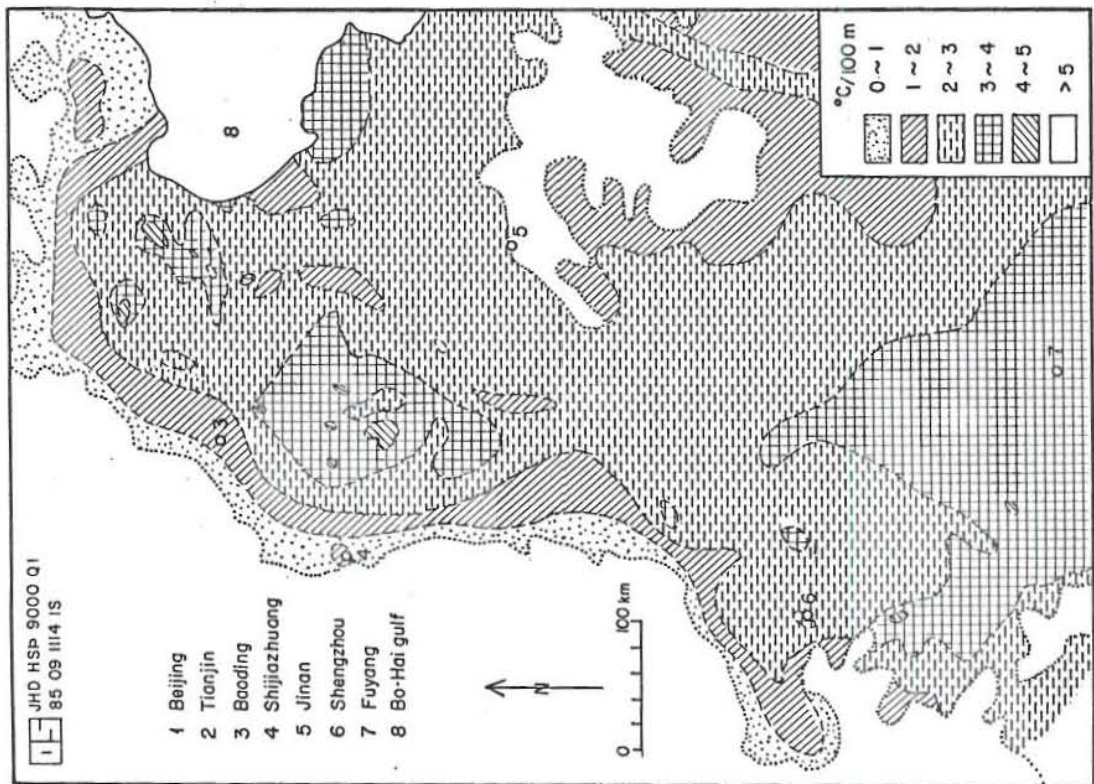 JHD HSP 9000 QI
85 09 1114 IS
1 Beijing
2 Tianjin
3 Baoding
4 Shijiazhuang
5 Jinan
6 Shengzhou
7 Fuyang
8 Bo-Hai gulf
N
0 100 km
3
4
5
6
7
8
°C/100 m
0 ~ 1
1 ~ 2
2 ~ 3
3 ~ 4
4 ~ 5
> 5